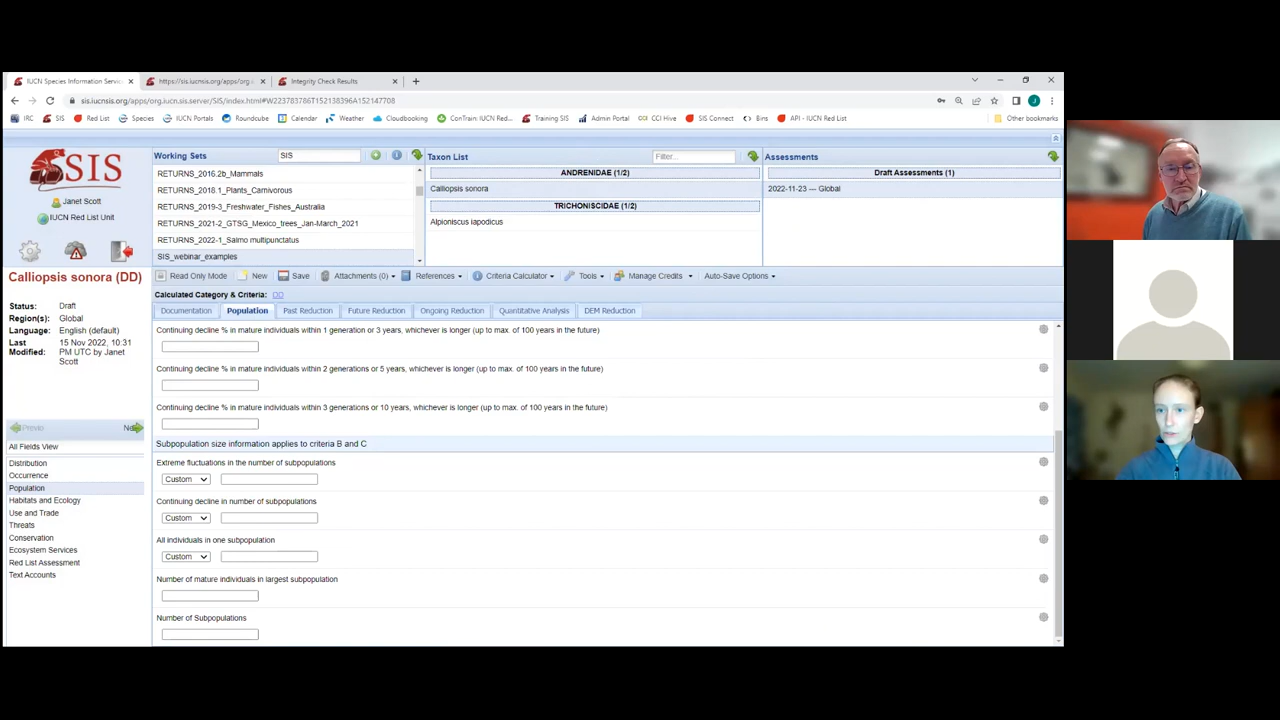 IUCN Species Information Servic
https://sis.iucnsis.org/apps/org.i
Integrity Check Results
sis.iucnsis.org/apps/org.iucn.sis.server/SIS/index.html#W223783786T152138396A152147708
IRC
SIS
Red List
Species
IUCN Portals
Roundcube
Calendar
Weather
Cloudbooking
ConTrain: IUCN Red...
Training SIS
Admin Portal
CCI Hive
SIS Connect
Bins
API - IUCN Red List
Other bookmarks
SIS
Janet Scott
IUCN Red List Unit
Working Sets
SIS
RETURNS_2016.2b_Mammals
RETURNS_2018.1_Plants_Carnivorous
RETURNS_2019-3_Freshwater_Fishes_Australia
RETURNS_2021-2_GTSG_Mexico_trees_Jan-March_2021
RETURNS_2022-1_Salmo multipunctatus
SIS_webinar_examples
Taxon List
Filter...
ANDRENIDAE (1/2)
Calliopsis sonora
TRICHONISCIDAE (1/2)
Alpioniscus iapodicus
Assessments
Draft Assessments (1)
2022-11-23 — Global
Calliopsis sonora (DD)
Status: Draft
Region(s): Global
Language: English (default)
Last Modified: 15 Nov 2022, 10:31 PM UTC by Janet Scott
Read Only Mode
New
Save
Attachments (0)
References
Criteria Calculator
Tools
Manage Credits
Auto-Save Options
Calculated Category & Criteria: DD
Documentation
Population
Past Reduction
Future Reduction
Ongoing Reduction
Quantitative Analysis
DEM Reduction
Continuing decline % in mature individuals within 1 generation or 3 years, whichever is longer (up to max. of 100 years in the future)
Continuing decline % in mature individuals within 2 generations or 5 years, whichever is longer (up to max. of 100 years in the future)
Continuing decline % in mature individuals within 3 generations or 10 years, whichever is longer (up to max. of 100 years in the future)
Subpopulation size information applies to criteria B and C
Extreme fluctuations in the number of subpopulations
Custom
Continuing decline in number of subpopulations
Custom
All individuals in one subpopulation
Custom
Number of mature individuals in largest subpopulation
Number of Subpopulations
Previo
Ne
All Fields View
Distribution
Occurrence
Population
Habitats and Ecology
Use and Trade
Threats
Conservation
Ecosystem Services
Red List Assessment
Text Accounts